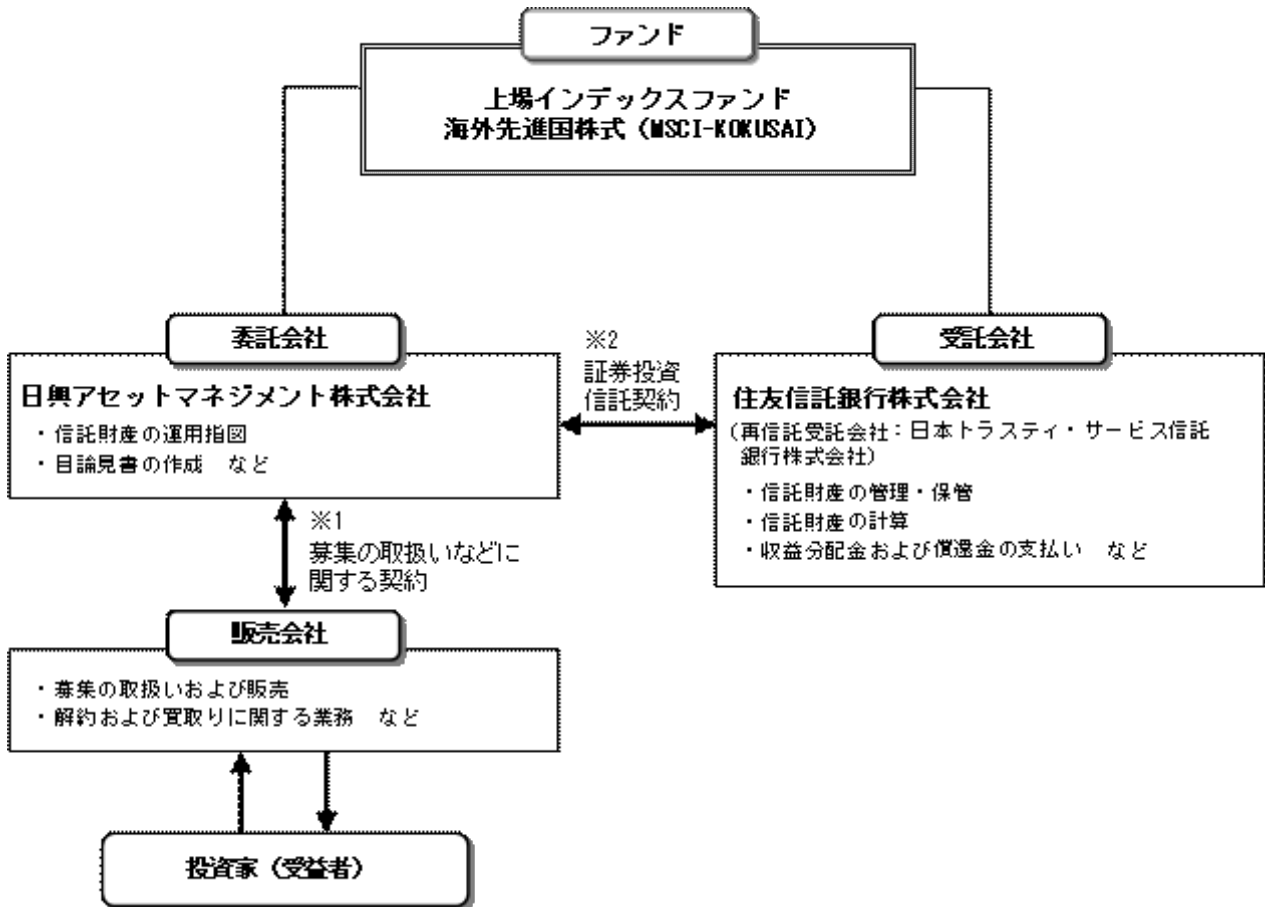 ファンド
上場インデックスファンド
海外先進国株式（MSCI-KOKUSAI）
委託会社
日興アセットマネジメント株式会社
・信託財産の運用指図
・目論見書の作成　など
※2
証券投資
信託契約
受託会社
住友信託銀行株式会社
（再信託受託会社：日本トラスティ・サービス信託
銀行株式会社）
・信託財産の管理・保管
・信託財産の計算
・収益分配金および償還金の支払い　など
※1
募集の取扱いなどに
関する契約
販売会社
・募集の取扱いおよび販売
・解約および買取りに関する業務　など
投資家（受益者）